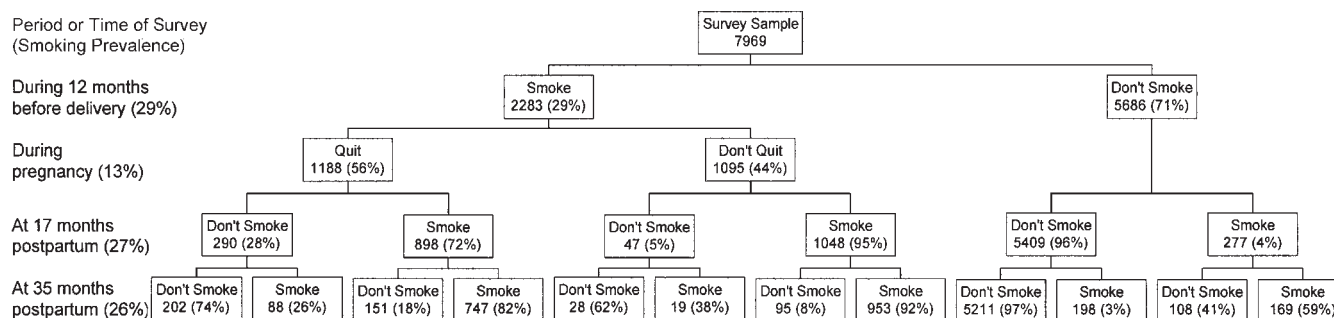 Period or Time of Survey
(Smoking Prevalence)
Survey Sample
7969
During 12 months
before delivery (29%)
Smoke
2283 (29%)
Don't Smoke
5686 (71%)
During
pregnancy (13%)
Quit
1188 (56%)
Don't Quit
1095 (44%)
At 17 months
postpartum (27%)
Don't Smoke
290 (28%)
Smoke
898 (72%)
Don't Smoke
47 (5%)
Smoke
1048 (95%)
Don't Smoke
5409 (96%)
Smoke
277 (4%)
At 35 months
postpartum (26%)
Don't Smoke
202 (74%)
Smoke
88 (26%)
Don't Smoke
151 (18%)
Smoke
747 (82%)
Don't Smoke
28 (62%)
Smoke
19 (38%)
Don't Smoke
95 (8%)
Smoke
953 (92%)
Don't Smoke
5211 (97%)
Smoke
198 (3%)
Don't Smoke
108 (41%)
Smoke
169 (59%)